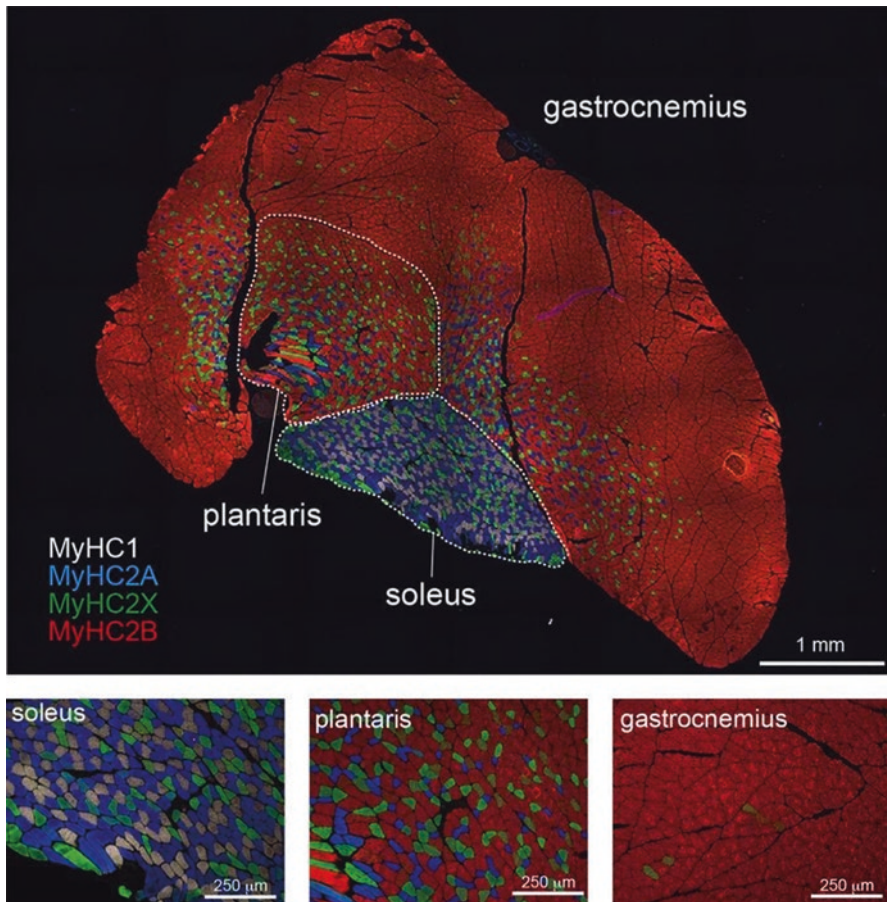 gastrocnemius
plantaris
soleus
MyHC1
MyHC2A
MyHC2X
MyHC2B
1 mm
soleus
250 µm
plantaris
250 µm
gastrocnemius
250 µm